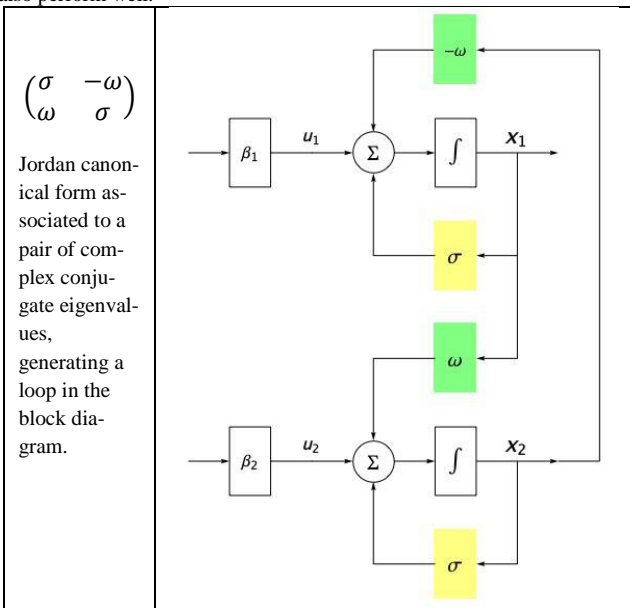 also perform well.
(σ −ω
ω σ)
Jordan canon-
ical form as-
sociated to a
pair of com-
plex conju-
gate eigenval-
ues,
generating a
loop in the
block dia-
gram.
−ω
β₁ u₁ Σ ∫ x₁
σ
ω
β₂ u₂ Σ ∫ x₂
σ